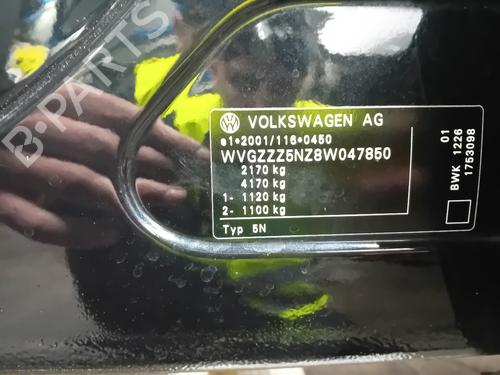 B-PARTS
VOLKSWAGEN AG
e1*2001/116*0450
WVGZZZ5NZ8W047850
2170 kg
4170 kg
1- 1120 kg
2- 1100 kg
Typ 5N
01
BWK 1226
1753098